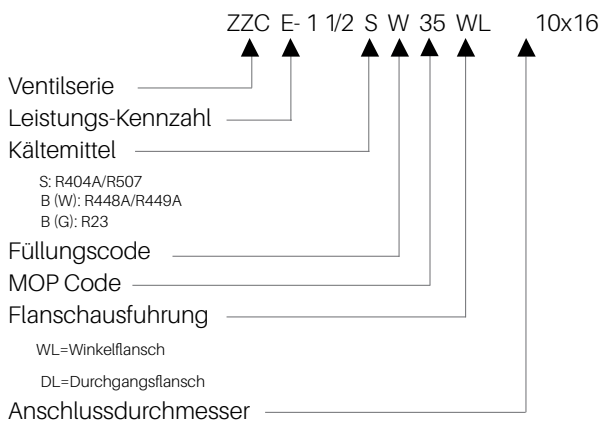 ZZC E- 1 1/2 S W 35 WL 10x16
Ventilserie
Leistungs-Kennzahl
Kältemittel
S: R404A/R507
B (W): R448A/R449A
B (G): R23
Füllungscode
MOP Code
Flanschausfuhrung
WL=Winkelflansch
DL=Durchgangsflansch
Anschlussdurchmesser